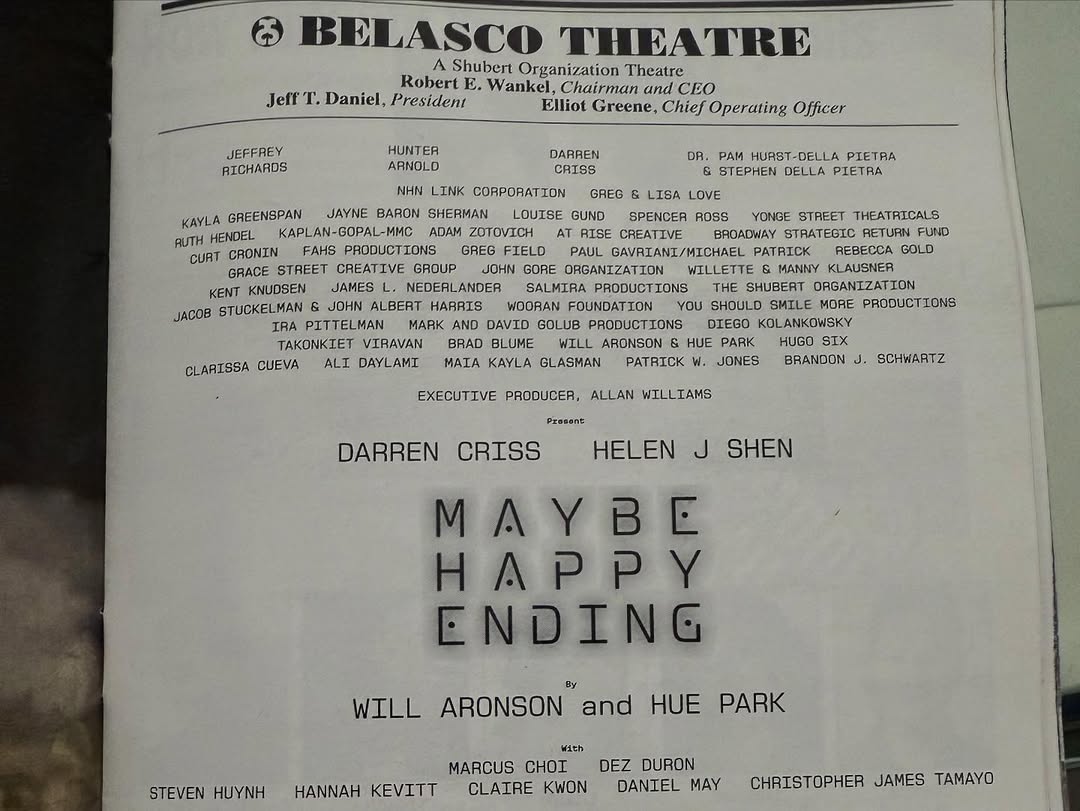 BELASCO THEATRE
A Shubert Organization Theatre
Robert E. Wankel, Chairman and CEO
Jeff T. Daniel, President Elliot Greene, Chief Operating Officer
JEFFREY HUNTER DARREN DR. PAM HURST-DELLA PIETRA
RICHARDS ARNOLD CRISS & STEPHEN DELLA PIETRA
NHN LINK CORPORATION GREG & LISA LOVE
KAYLA GREENSPAN JAYNE BARON SHERMAN LOUISE GUND SPENCER ROSS YONGE STREET THEATRICALS
RUTH HENDEL KAPLAN-GOPAL-MMC ADAM ZOTOVICH AT RISE CREATIVE BROADWAY STRATEGIC RETURN FUND
CURT CRONIN FAHS PRODUCTIONS GREG FIELD PAUL GAVRIANI/MICHAEL PATRICK REBECCA GOLD
GRACE STREET CREATIVE GROUP JOHN GORE ORGANIZATION WILLETTE & MANNY KLAUSNER
KENT KNUDSEN JAMES L. NEDERLANDER SALMIRA PRODUCTIONS THE SHUBERT ORGANIZATION
JACOB STUCKELMAN & JOHN ALBERT HARRIS WOORAN FOUNDATION YOU SHOULD SMILE MORE PRODUCTIONS
IRA PITTELMAN MARK AND DAVID GOLUB PRODUCTIONS DIEGO KOLANKOWSKY
TAKONKIET VIRAVAN BRAD BLUME WILL ARONSON & HUE PARK HUGO SIX
CLARISSA CUEVA ALI DAYLAMI MAIA KAYLA GLASMAN PATRICK W. JONES BRANDON J. SCHWARTZ
EXECUTIVE PRODUCER, ALLAN WILLIAMS
Present
DARREN CRISS HELEN J SHEN
MAYBE
HAPPY
ENDING
By
WILL ARONSON and HUE PARK
With
MARCUS CHOI DEZ DURON
STEVEN HUYNH HANNAH KEVITT CLAIRE KWON DANIEL MAY CHRISTOPHER JAMES TAMAYO